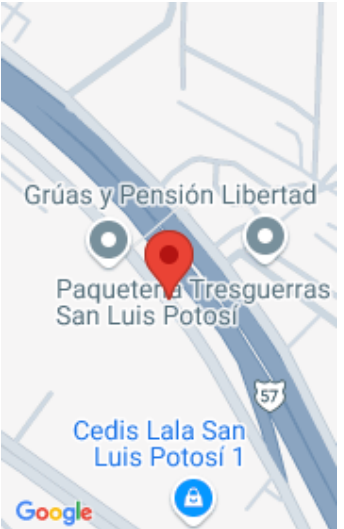 Grúas y Pensión Libertad
Paquetería Tresguerras
San Luis Potosí
57
Cedis Lala San
Luis Potosí 1
Google